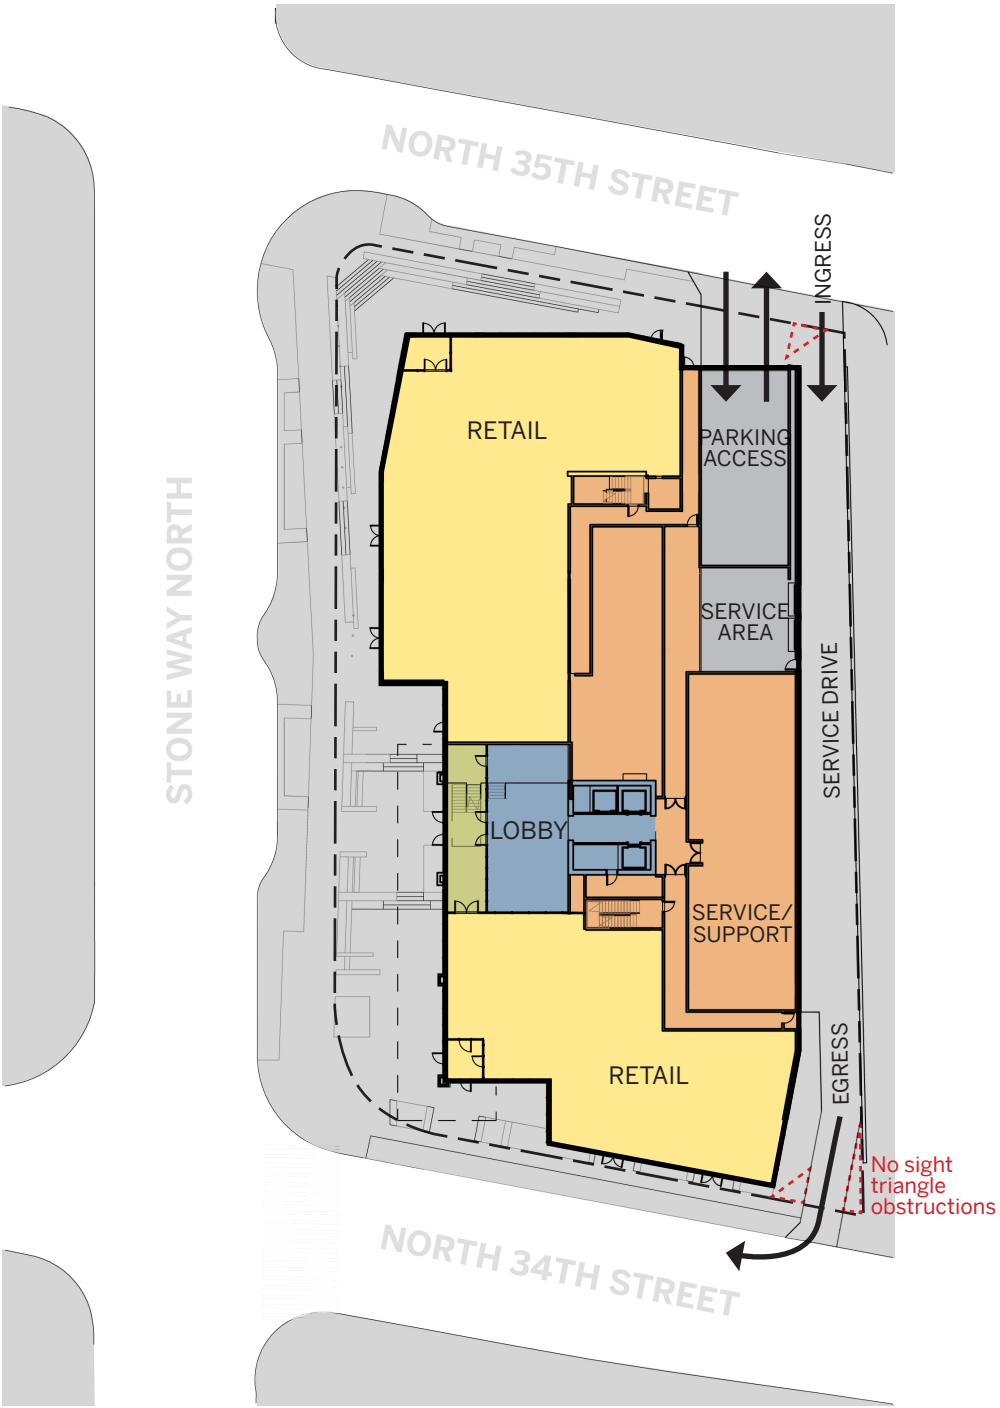 NORTH 35TH STREET
INGRESS
RETAIL
PARKING
ACCESS
STONE WAY NORTH
SERVICE
AREA
SERVICE DRIVE
LOBBY
SERVICE/
SUPPORT
EGRESS
RETAIL
No sight
triangle
obstructions
NORTH 34TH STREET